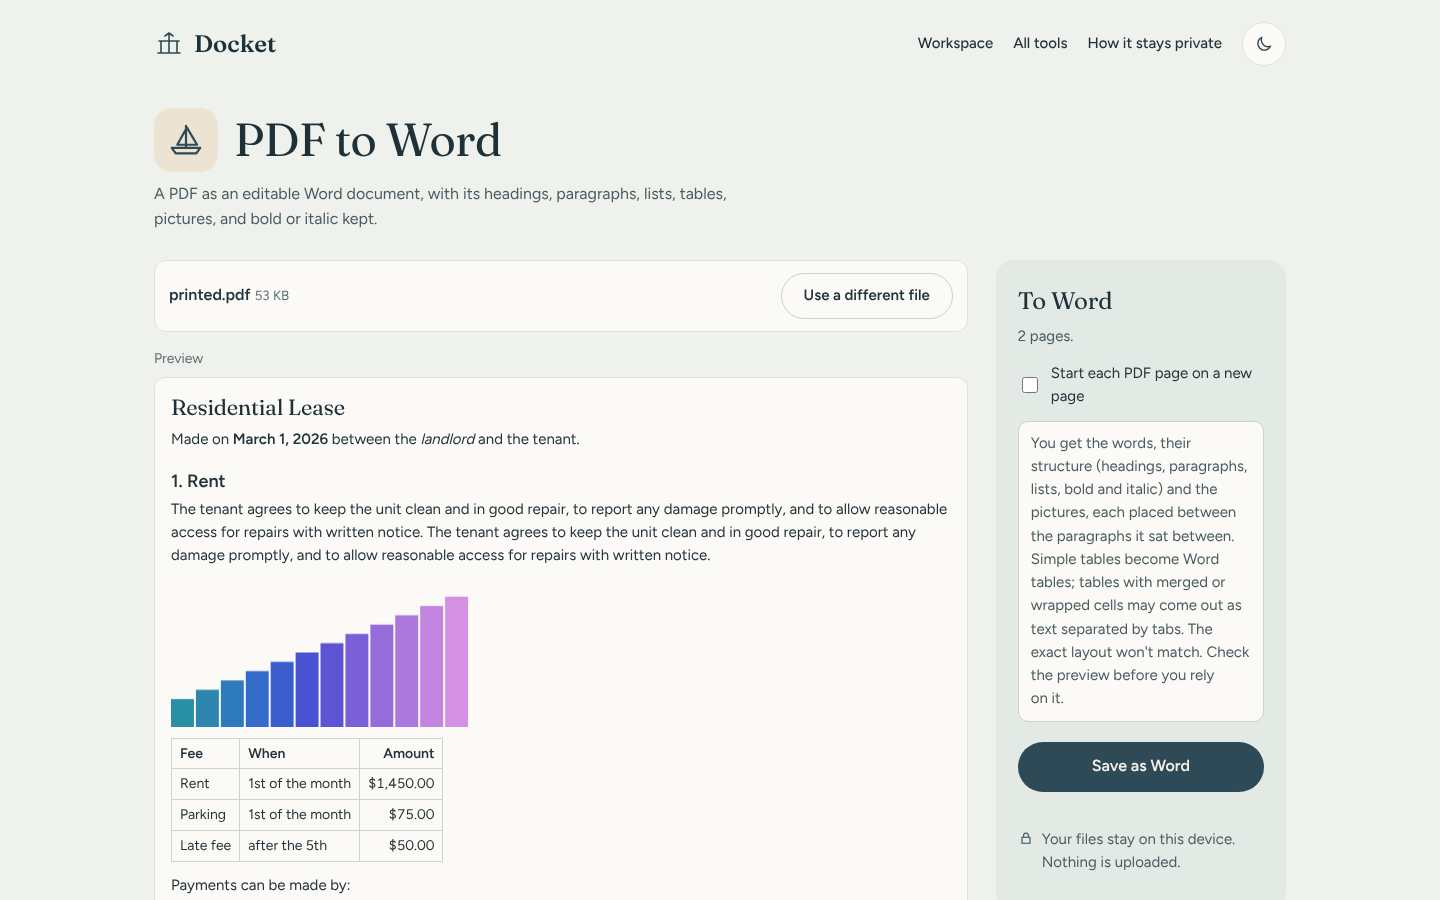 Docket
Workspace
All tools
How it stays private
PDF to Word
A PDF as an editable Word document, with its headings, paragraphs, lists, tables,
pictures, and bold or italic kept.
printed.pdf 53 KB
Use a different file
Preview
Residential Lease
Made on March 1, 2026 between the landlord and the tenant.
1. Rent
The tenant agrees to keep the unit clean and in good repair, to report any damage promptly, and to allow reasonable
access for repairs with written notice. The tenant agrees to keep the unit clean and in good repair, to report any
damage promptly, and to allow reasonable access for repairs with written notice.
Fee When Amount
Rent 1st of the month $1,450.00
Parking 1st of the month $75.00
Late fee after the 5th $50.00
Payments can be made by:
To Word
2 pages.
Start each PDF page on a new
page
You get the words, their
structure (headings, paragraphs,
lists, bold and italic) and the
pictures, each placed between
the paragraphs it sat between.
Simple tables become Word
tables; tables with merged or
wrapped cells may come out as
text separated by tabs. The
exact layout won't match. Check
the preview before you rely
on it.
Save as Word
Your files stay on this device.
Nothing is uploaded.